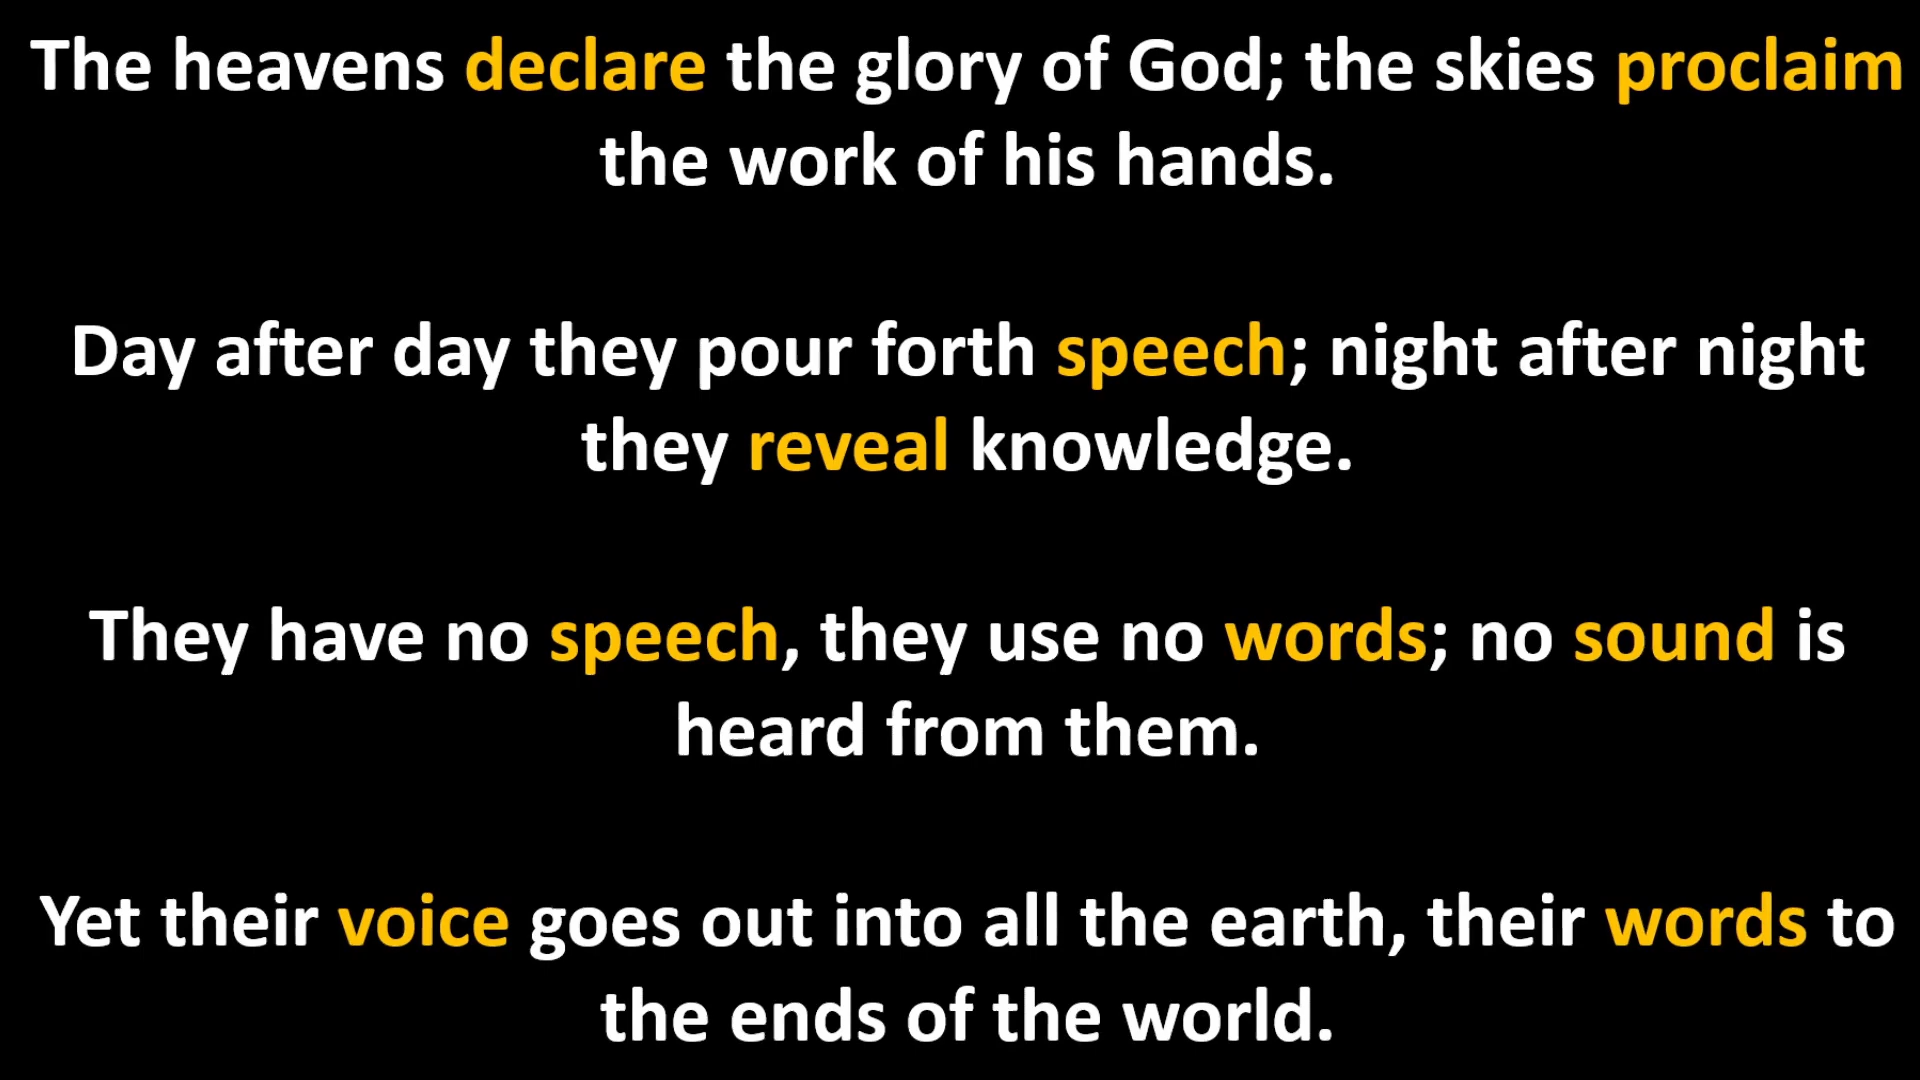 The heavens declare the glory of God; the skies proclaim
the work of his hands.
Day after day they pour forth speech; night after night
they reveal knowledge.
They have no speech, they use no words; no sound is
heard from them.
Yet their voice goes out into all the earth, their words to
the ends of the world.